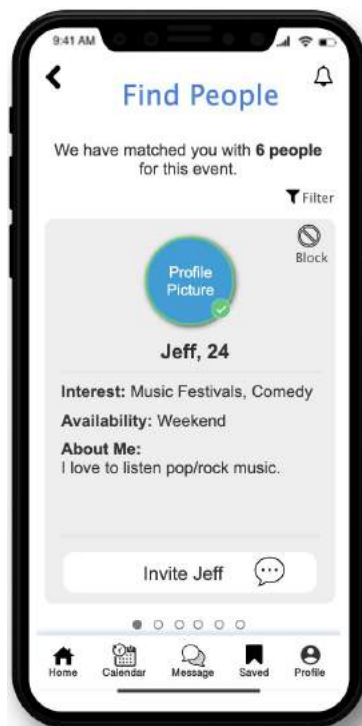 9:41 AM
Find People
We have matched you with 6 people
for this event.
Filter
Block
Profile
Picture
Jeff, 24
Interest: Music Festivals, Comedy
Availability: Weekend
About Me:
I love to listen pop/rock music.
Invite Jeff
Home Calendar Message Saved Profile